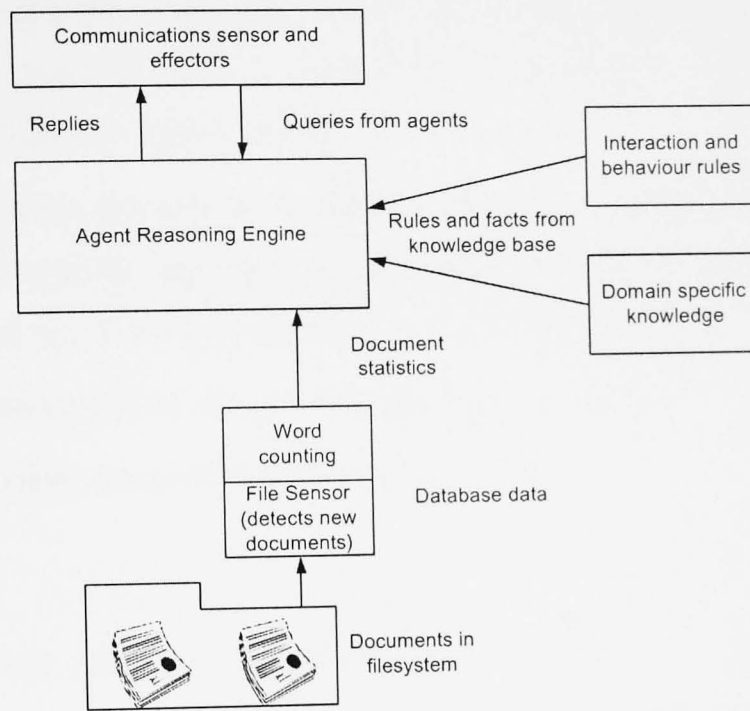 Communications sensor and
effectors
Replies
Queries from agents
Interaction and
behaviour rules
Agent Reasoning Engine
Rules and facts from
knowledge base
Domain specific
knowledge
Document
statistics
Word
counting
File Sensor
(detects new
documents)
Database data
Documents in
filesystem